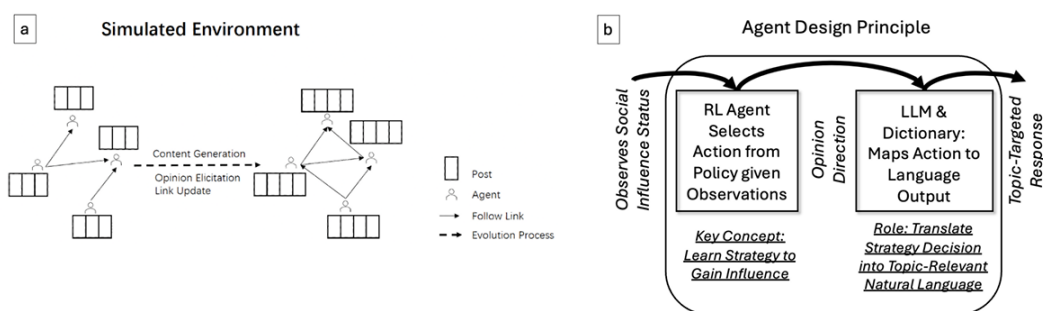 a
Simulated Environment
Content Generation
Opinion Elicitation
Link Update
Post
Agent
Follow Link
Evolution Process
b
Agent Design Principle
Observes Social
Influence Status
RL Agent
Selects
Action from
Policy given
Observations
Key Concept:
Learn Strategy to
Gain Influence
Opinion
Direction
LLM &
Dictionary:
Maps Action to
Language
Output
Role: Translate
Strategy Decision
into Topic-Relevant
Natural Language
Topic-Targeted
Response